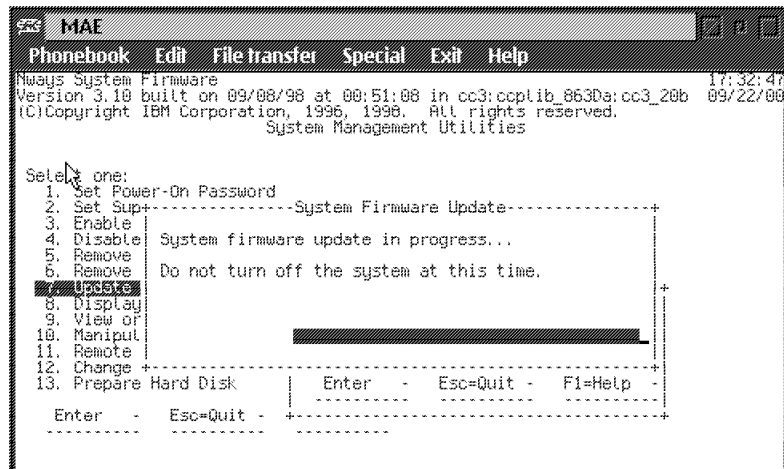 MAE
Phonebook Edit File transfer Special Exit Help
Nways System Firmware 17:32:47
Version 3.10 built on 09/08/98 at 00:51:08 in cc3:ccplib_863Da:cc3_20b 09/22/00
(C)Copyright IBM Corporation, 1996, 1998. All rights reserved.
System Management Utilities
Select one:
1. Set Power-On Password
2. Set Sup
System Firmware Update
3. Enable
4. Disable
System firmware update in progress...
5. Remove
6. Remove
Do not turn off the system at this time.
7. Update
8. Display
9. View or
10. Manipul
11. Remote
12. Change
13. Prepare Hard Disk
Enter - Esc=Quit - F1=Help -
Enter - Esc=Quit -